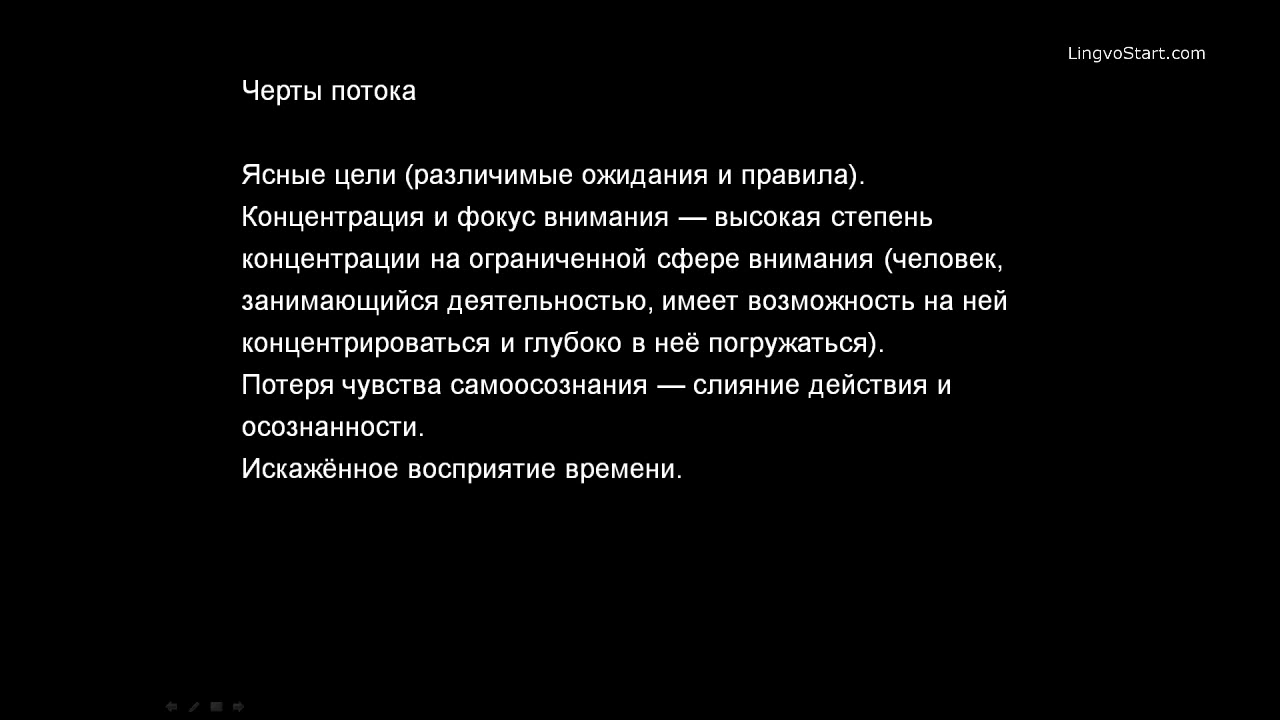 LingvoStart.com
Черты потока
Ясные цели (различимые ожидания и правила).
Концентрация и фокус внимания — высокая степень
концентрации на ограниченной сфере внимания (человек,
занимающийся деятельностью, имеет возможность на ней
концентрироваться и глубоко в неё погружаться).
Потеря чувства самоосознания — слияние действия и
осознанности.
Искажённое восприятие времени.